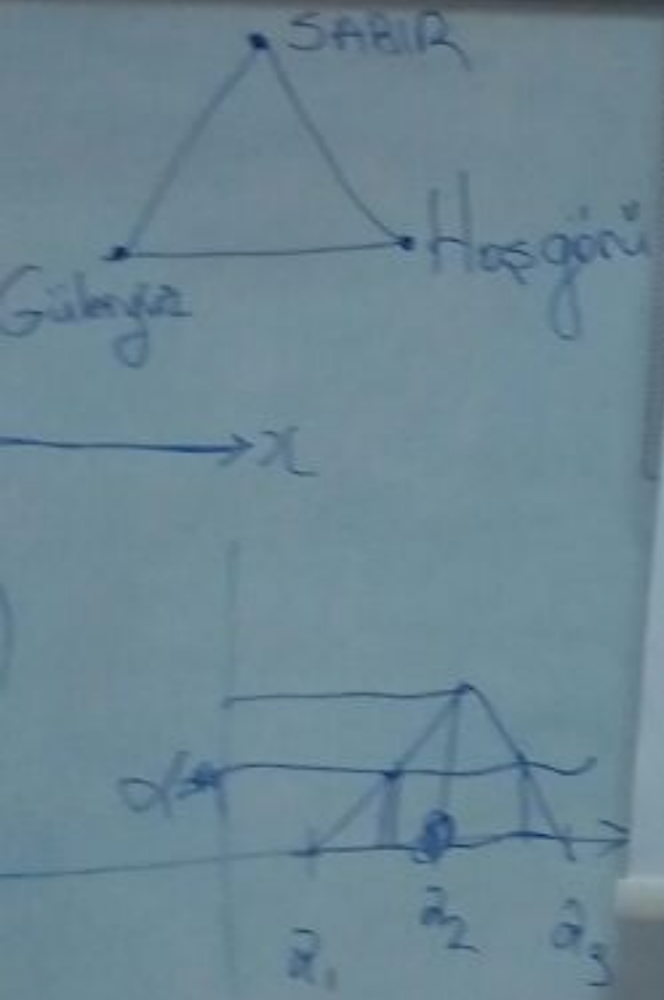 SABIR
Hoşgörü
Güleryüz
x
α
a₂
a₁ a₃